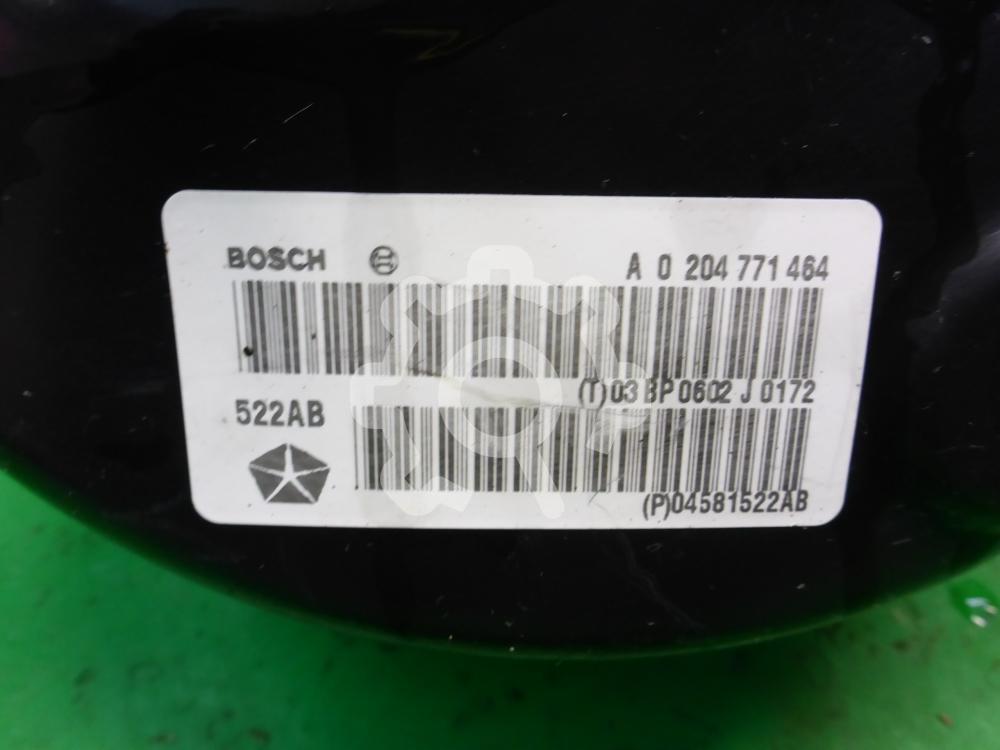 BOSCH A 0 204 771 464
(T)03 BP 0602 J 0172
522AB
(P)04581522AB